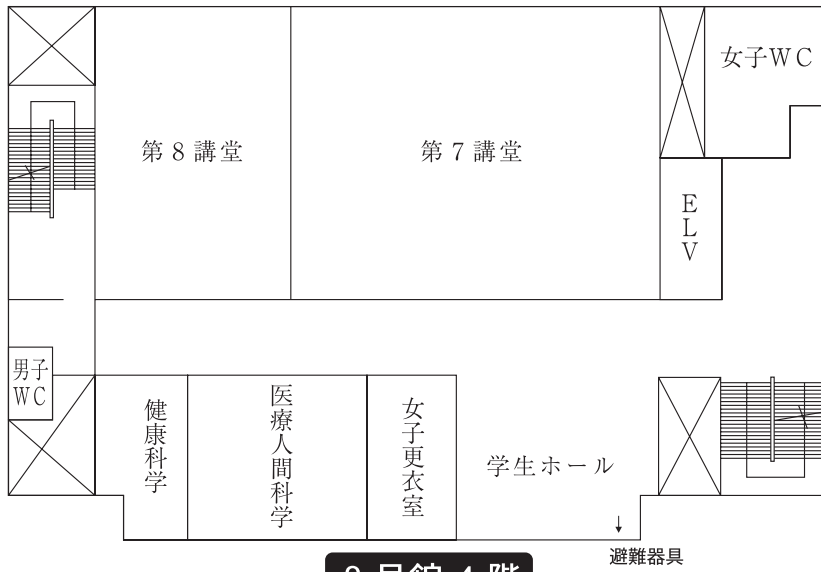 女子WC
第8講堂
第7講堂
ELV
男子
WC
健康科学
医療人間科学
女子更衣室
学生ホール
避難器具